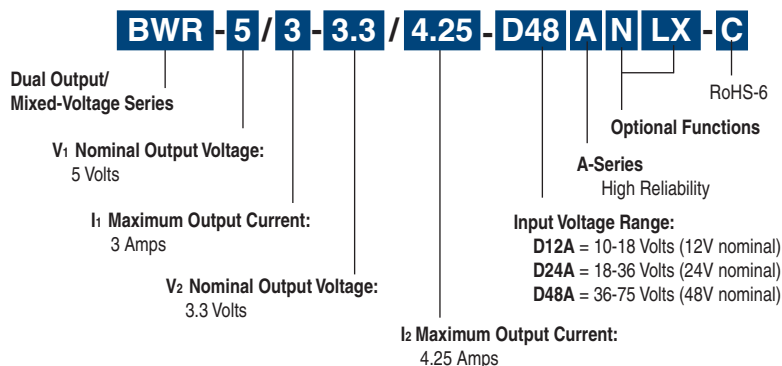 BWR - 5 / 3 - 3.3 / 4.25 - D48 A N LX - C
Dual Output/
Mixed-Voltage Series
RoHS-6
Optional Functions
V1 Nominal Output Voltage:
5 Volts
A-Series
High Reliability
I1 Maximum Output Current:
3 Amps
Input Voltage Range:
D12A = 10-18 Volts (12V nominal)
D24A = 18-36 Volts (24V nominal)
D48A = 36-75 Volts (48V nominal)
V2 Nominal Output Voltage:
3.3 Volts
I2 Maximum Output Current:
4.25 Amps